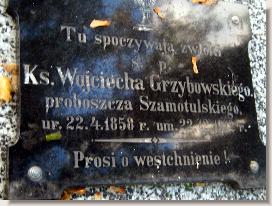 Tu spoczywają zwłoki
ś. p.
Ks. Wojciecha Grzybowskiego,
proboszcza Szamotulskiego,
ur. 22.4.1858 r. um.
Prosi o westchnienie!